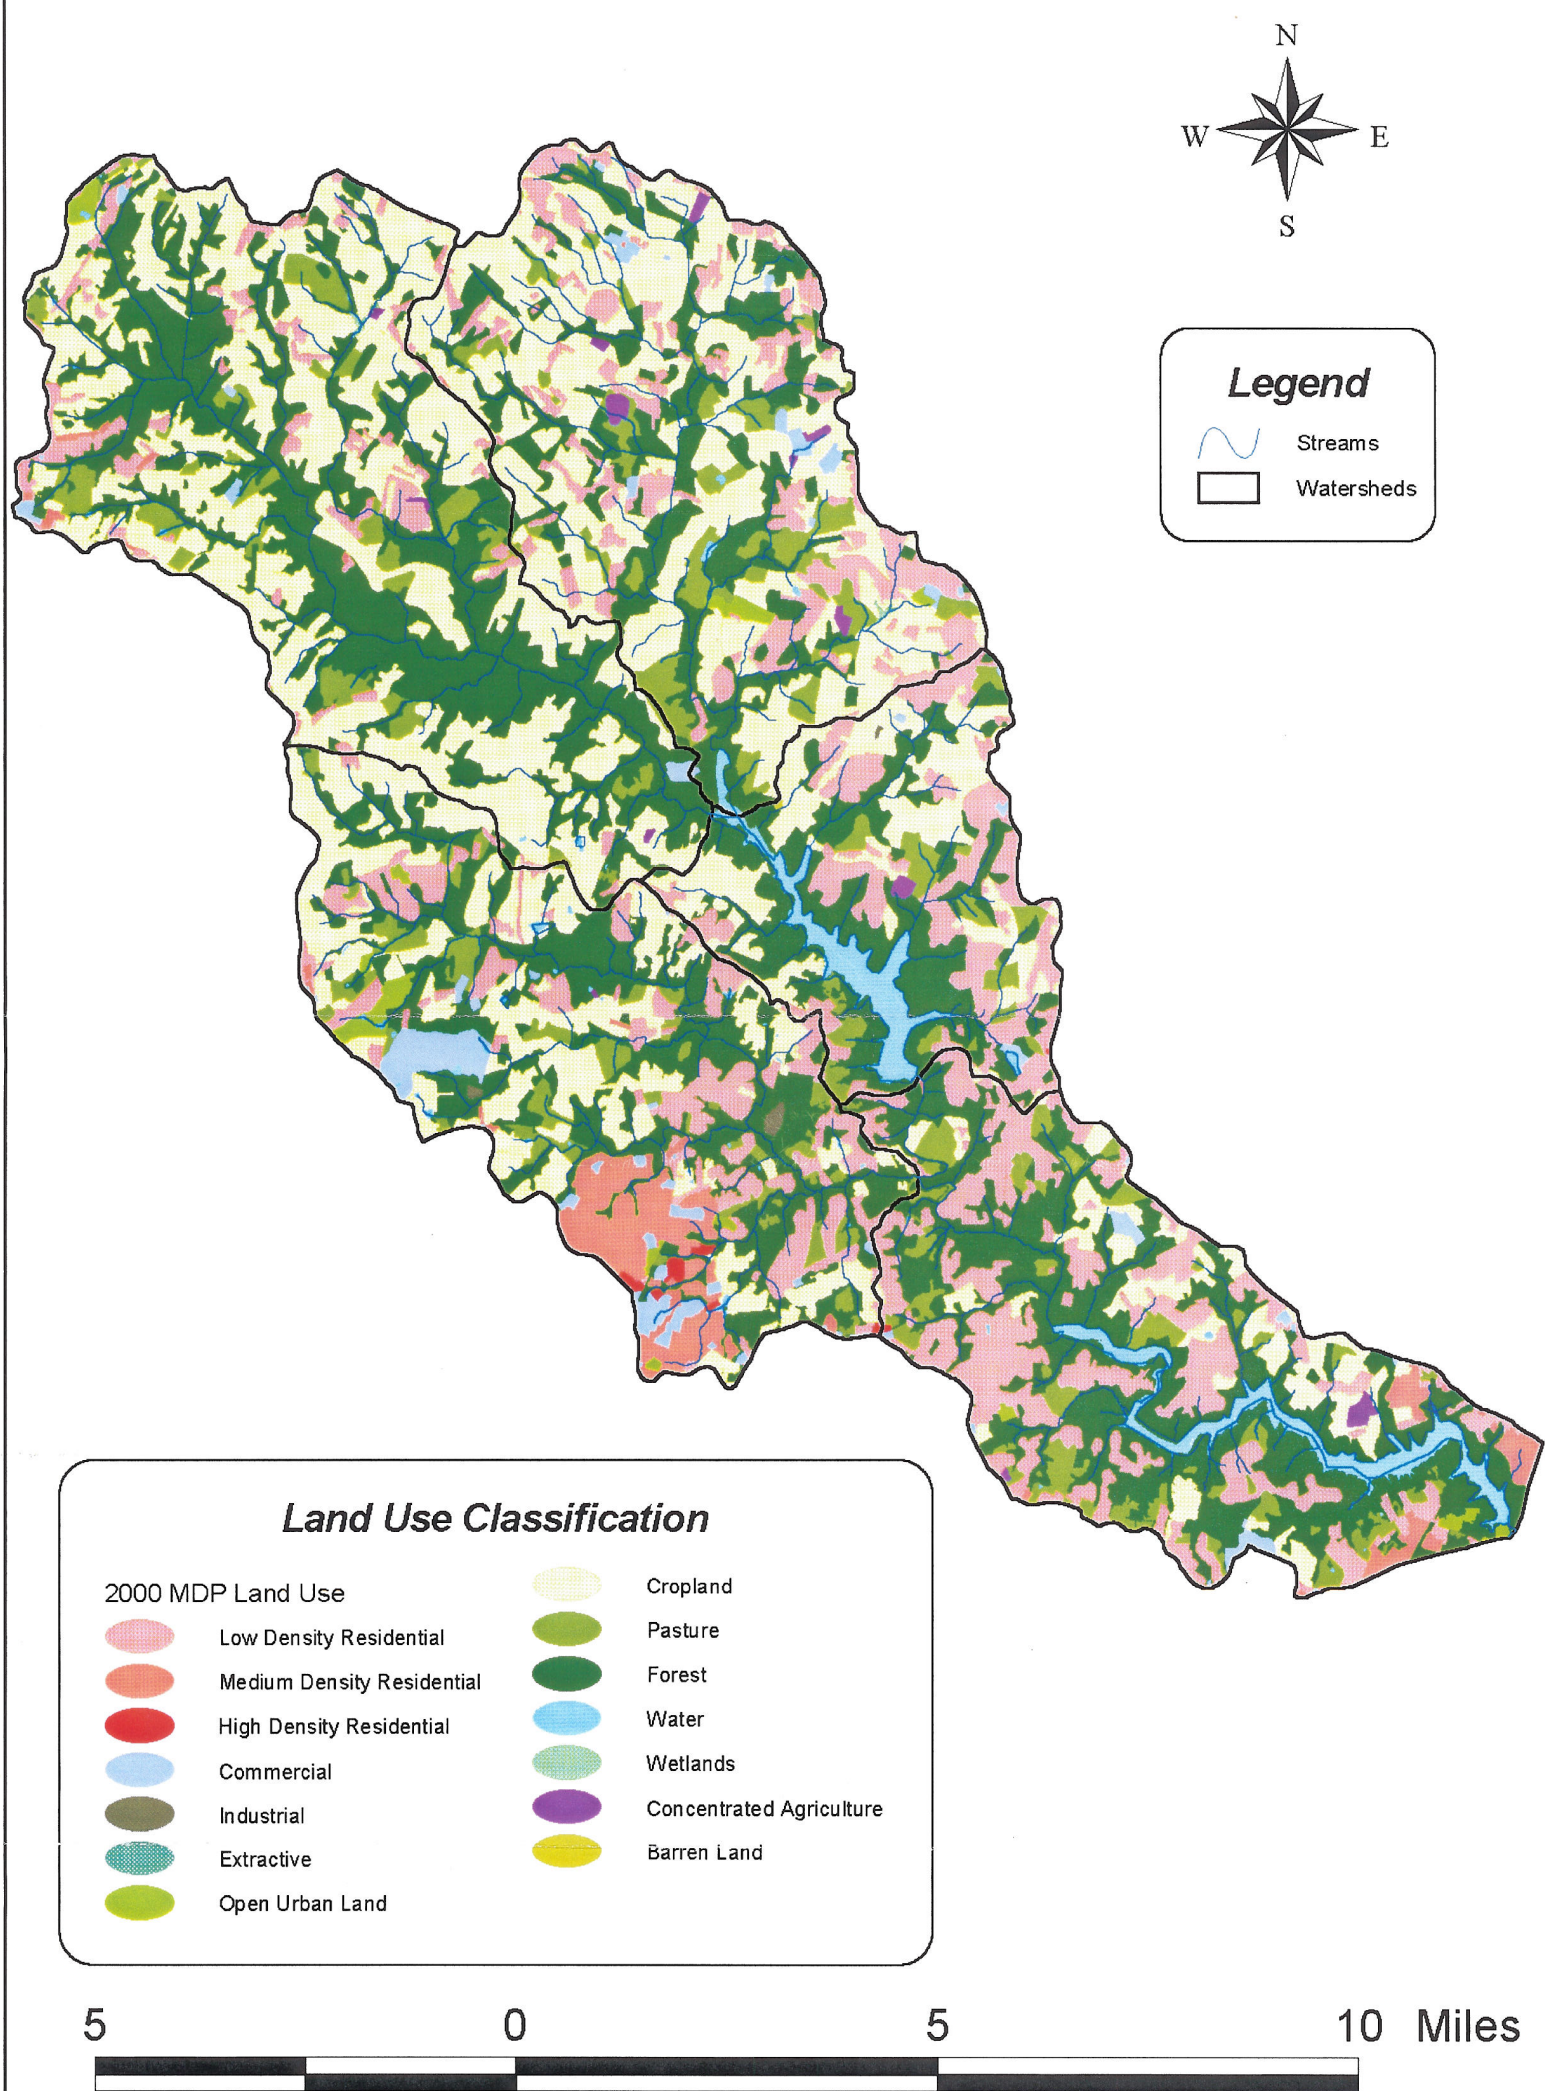 N
W E
S
Legend
Streams
Watersheds
Land Use Classification
2000 MDP Land Use
Low Density Residential
Medium Density Residential
High Density Residential
Commercial
Industrial
Extractive
Open Urban Land
Cropland
Pasture
Forest
Water
Wetlands
Concentrated Agriculture
Barren Land
5 0 5 10 Miles